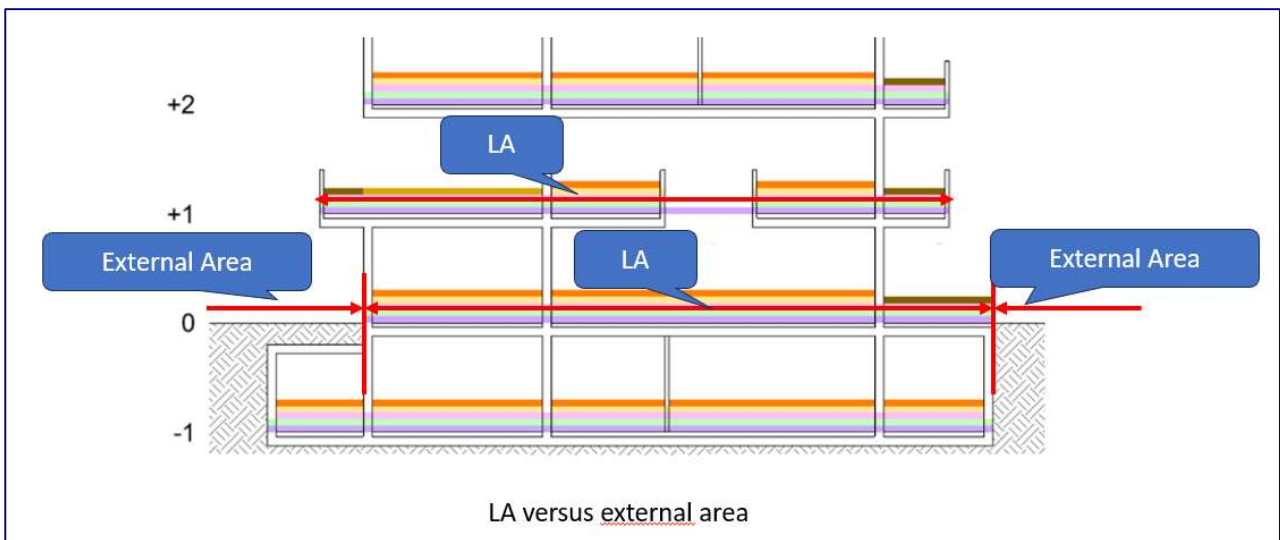 +2
LA
+1
External Area
LA
External Area
0
-1
LA versus external area